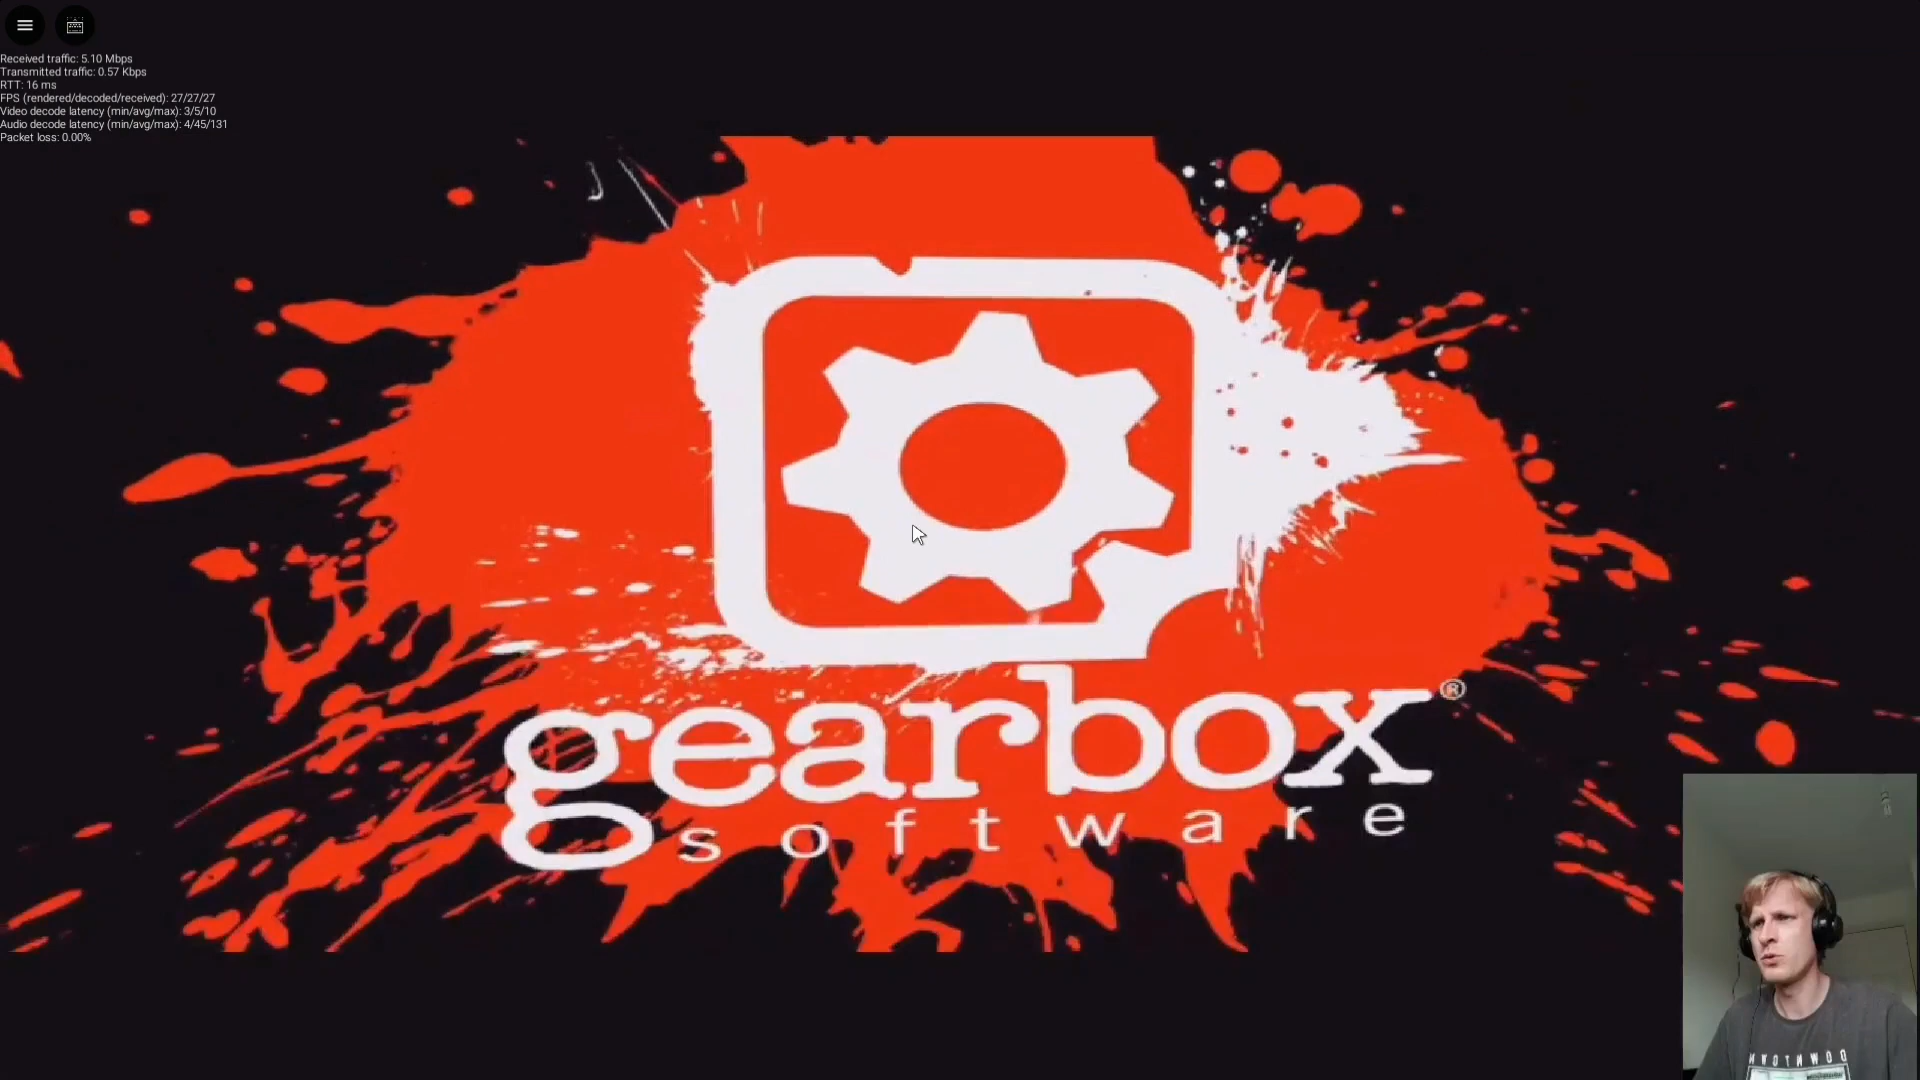 Received traffic: 5.10 Mbps
Transmitted traffic: 0.57 Kbps
RTT: 16 ms
FPS (rendered/decoded/received): 27/27/27
Video decode latency (min/avg/max): 3/5/10
Audio decode latency (min/avg/max): 4/45/131
Packet loss: 0.00%
gearbox®
software
DOWNTOWN